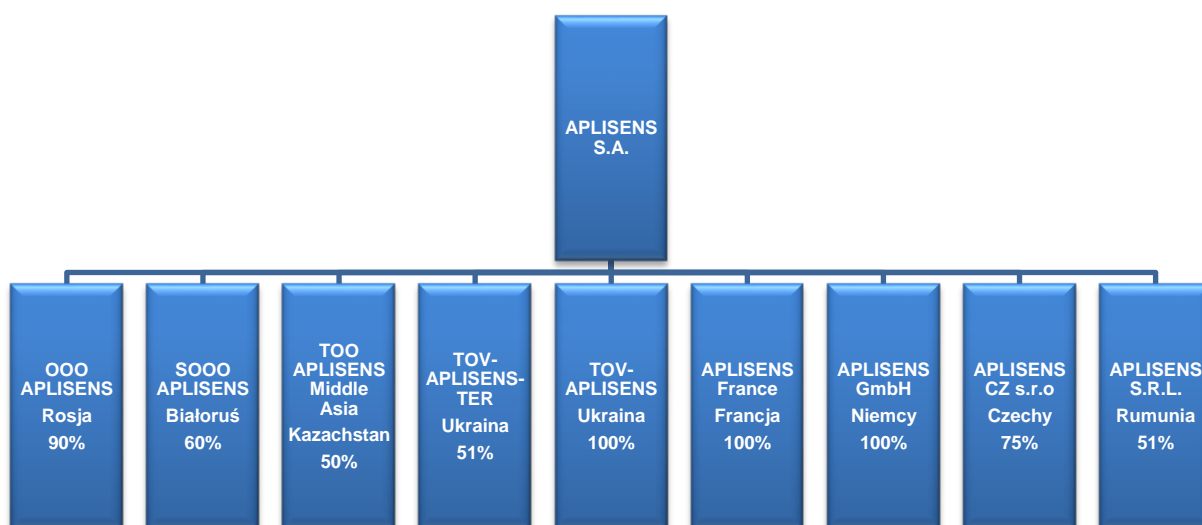 APLISENS
S.A.
OOO
APLISENS
Rosja
90%
SOOO
APLISENS
Białoruś
60%
TOO
APLISENS
Middle
Asia
Kazachstan
50%
TOV-
APLISENS-
TER
Ukraina
51%
TOV-
APLISENS
Ukraina
100%
APLISENS
France
Francja
100%
APLISENS
GmbH
Niemcy
100%
APLISENS
CZ s.r.o
Czechy
75%
APLISENS
S.R.L.
Rumunia
51%